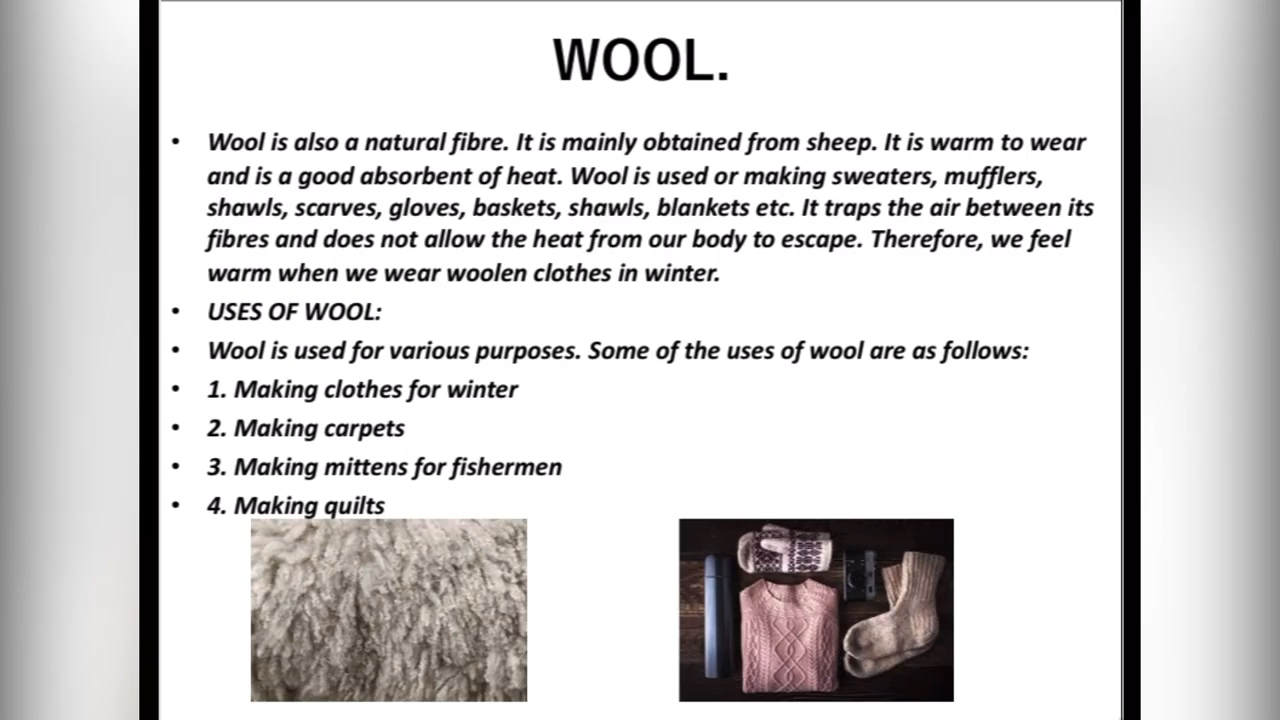 WOOL.
• Wool is also a natural fibre. It is mainly obtained from sheep. It is warm to wear
and is a good absorbent of heat. Wool is used or making sweaters, mufflers,
shawls, scarves, gloves, baskets, shawls, blankets etc. It traps the air between its
fibres and does not allow the heat from our body to escape. Therefore, we feel
warm when we wear woolen clothes in winter.
• USES OF WOOL:
• Wool is used for various purposes. Some of the uses of wool are as follows:
• 1. Making clothes for winter
• 2. Making carpets
• 3. Making mittens for fishermen
• 4. Making quilts